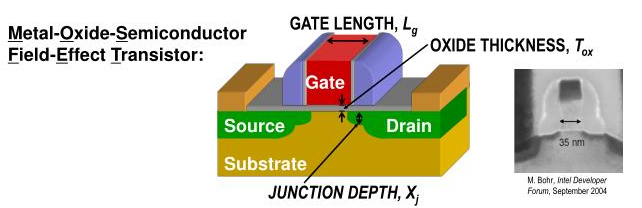 Metal-Oxide-Semiconductor
Field-Effect Transistor:
GATE LENGTH, Lg
OXIDE THICKNESS, Tox
Gate
Source
Drain
Substrate
JUNCTION DEPTH, Xj
35 nm
M. Bohr, Intel Developer
Forum, September 2004